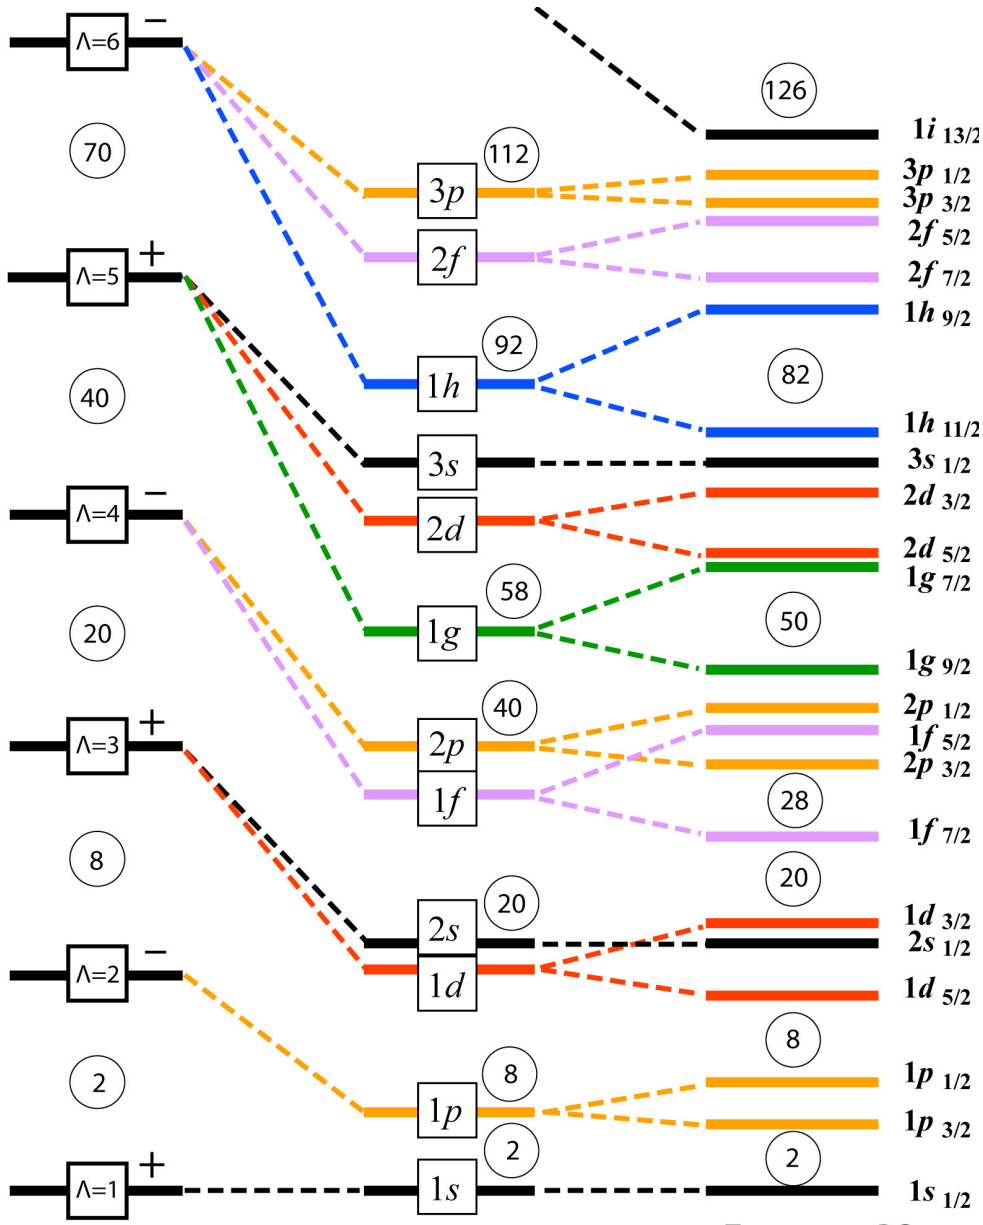 Λ=6 −
126
1i 13/2
70
112
3p 1/2
3p
3p 3/2
2f 5/2
Λ=5 +
2f
2f 7/2
1h 9/2
92
40
1h
82
1h 11/2
3s
3s 1/2
Λ=4 −
2d 3/2
2d
2d 5/2
1g 7/2
58
20
1g
50
1g 9/2
40
2p 1/2
Λ=3 +
2p
1f 5/2
2p 3/2
1f
28
1f 7/2
8
20
20
2s
1d 3/2
2s 1/2
Λ=2 −
1d
1d 5/2
8
2
8
1p 1/2
1p
1p 3/2
2
2
Λ=1 +
1s
1s 1/2